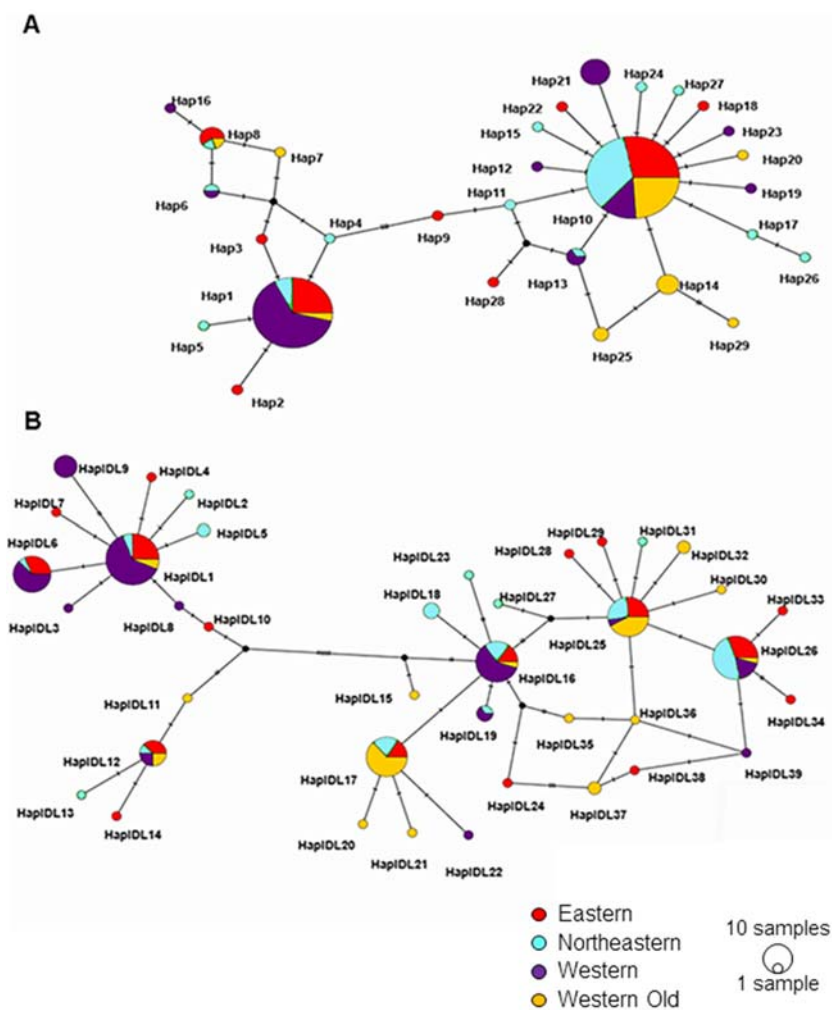 A
Hap16
Hap8
Hap7
Hap6
Hap4
Hap3
Hap1
Hap5
Hap2
Hap9
Hap11
Hap21
Hap24
Hap27
Hap22
Hap18
Hap15
Hap23
Hap12
Hap20
Hap19
Hap10
Hap17
Hap26
Hap13
Hap28
Hap14
Hap25
Hap29
B
HapIDL9
HapIDL4
HapIDL7
HapIDL2
HapIDL5
HapIDL6
HapIDL1
HapIDL3
HapIDL8
HapIDL10
HapIDL11
HapIDL12
HapIDL13
HapIDL14
HapIDL23
HapIDL18
HapIDL27
HapIDL16
HapIDL15
HapIDL19
HapIDL17
HapIDL20
HapIDL21
HapIDL22
HapIDL29
HapIDL31
HapIDL28
HapIDL32
HapIDL30
HapIDL33
HapIDL25
HapIDL26
HapIDL34
HapIDL36
HapIDL35
HapIDL38
HapIDL39
HapIDL24
HapIDL37
Eastern
Northeastern
Western
Western Old
10 samples
1 sample